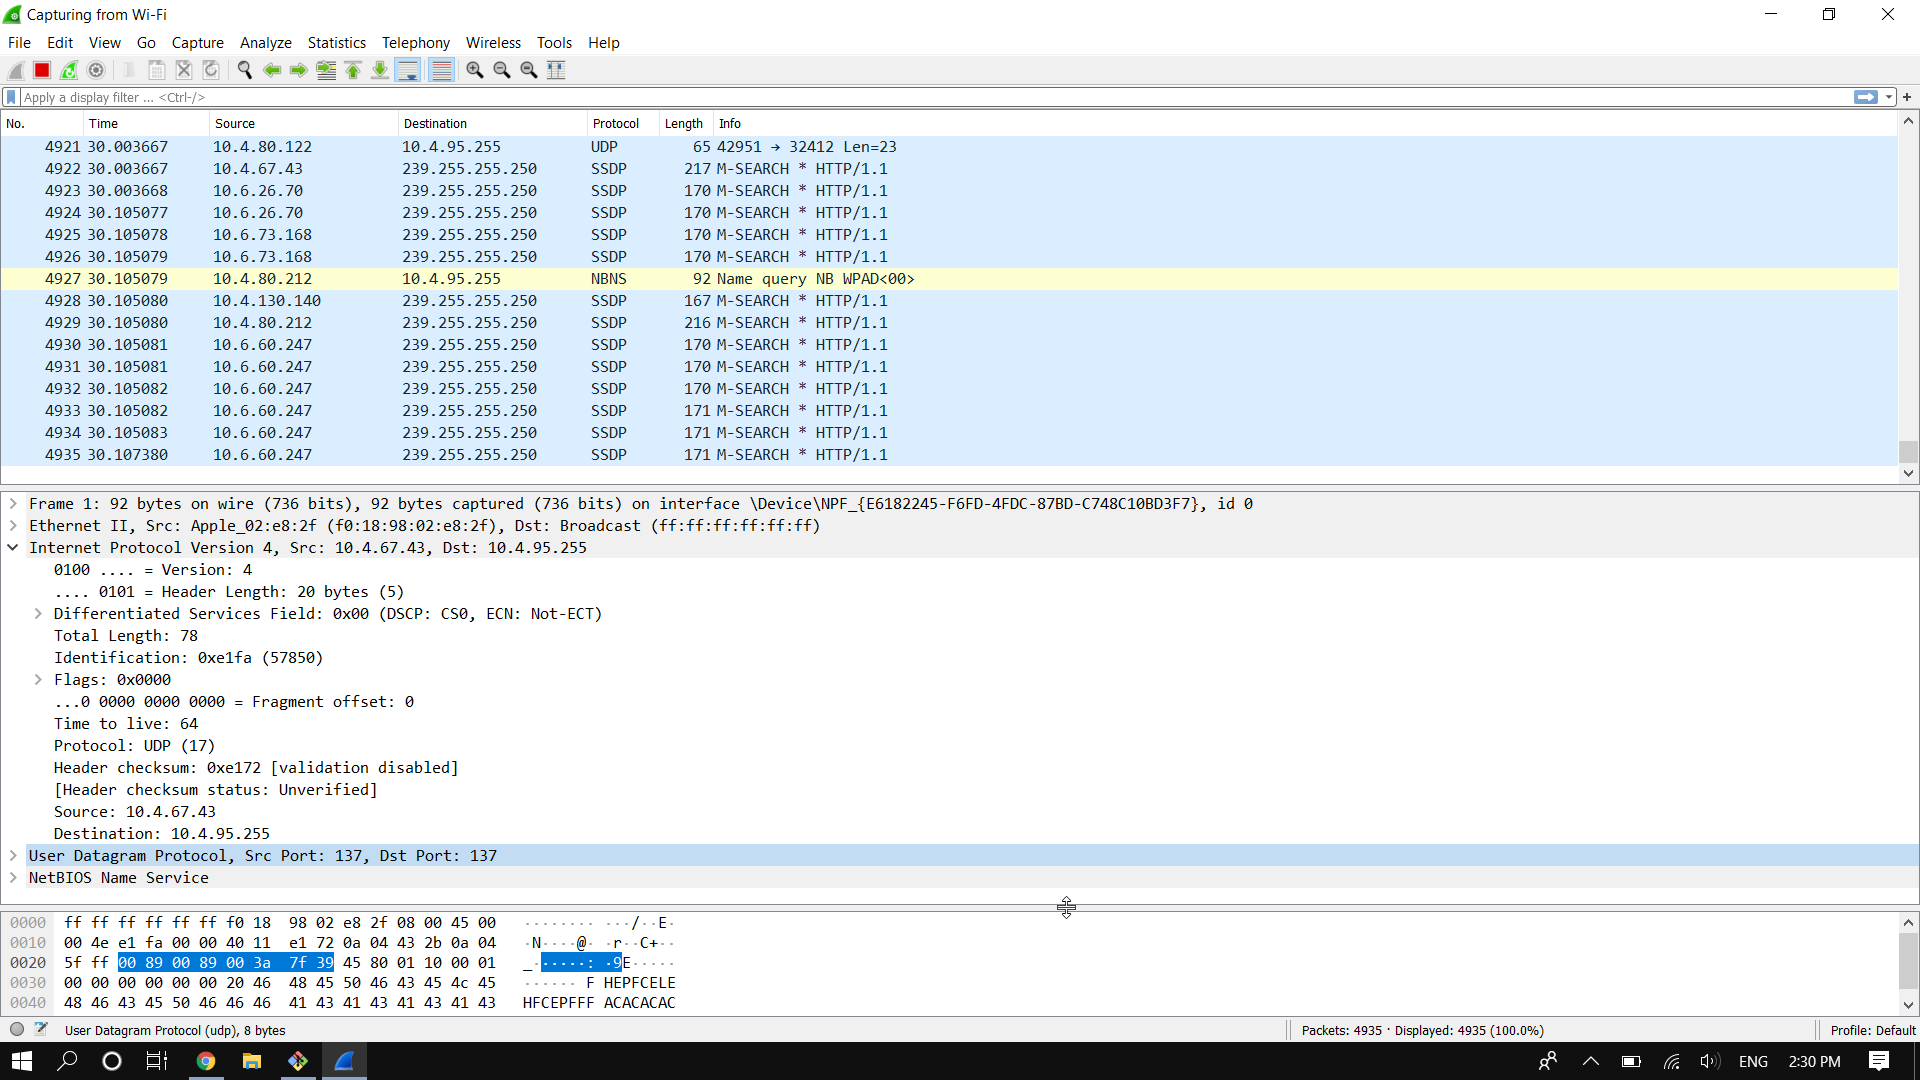 Capturing from Wi-Fi
File Edit View Go Capture Analyze Statistics Telephony Wireless Tools Help
Apply a display filter ... <Ctrl-/>
No. Time Source Destination Protocol Length Info
4921 30.003667 10.4.80.122 10.4.95.255 UDP 65 42951 → 32412 Len=23
4922 30.003667 10.4.67.43 239.255.255.250 SSDP 217 M-SEARCH * HTTP/1.1
4923 30.003668 10.6.26.70 239.255.255.250 SSDP 170 M-SEARCH * HTTP/1.1
4924 30.105077 10.6.26.70 239.255.255.250 SSDP 170 M-SEARCH * HTTP/1.1
4925 30.105078 10.6.73.168 239.255.255.250 SSDP 170 M-SEARCH * HTTP/1.1
4926 30.105079 10.6.73.168 239.255.255.250 SSDP 170 M-SEARCH * HTTP/1.1
4927 30.105079 10.4.80.212 10.4.95.255 NBNS 92 Name query NB WPAD<00>
4928 30.105080 10.4.130.140 239.255.255.250 SSDP 167 M-SEARCH * HTTP/1.1
4929 30.105080 10.4.80.212 239.255.255.250 SSDP 216 M-SEARCH * HTTP/1.1
4930 30.105081 10.6.60.247 239.255.255.250 SSDP 170 M-SEARCH * HTTP/1.1
4931 30.105081 10.6.60.247 239.255.255.250 SSDP 170 M-SEARCH * HTTP/1.1
4932 30.105082 10.6.60.247 239.255.255.250 SSDP 170 M-SEARCH * HTTP/1.1
4933 30.105082 10.6.60.247 239.255.255.250 SSDP 171 M-SEARCH * HTTP/1.1
4934 30.105083 10.6.60.247 239.255.255.250 SSDP 171 M-SEARCH * HTTP/1.1
4935 30.107380 10.6.60.247 239.255.255.250 SSDP 171 M-SEARCH * HTTP/1.1
Frame 1: 92 bytes on wire (736 bits), 92 bytes captured (736 bits) on interface \Device\NPF_{E6182245-F6FD-4FDC-87BD-C748C10BD3F7}, id 0
Ethernet II, Src: Apple_02:e8:2f (f0:18:98:02:e8:2f), Dst: Broadcast (ff:ff:ff:ff:ff:ff)
Internet Protocol Version 4, Src: 10.4.67.43, Dst: 10.4.95.255
0100 .... = Version: 4
.... 0101 = Header Length: 20 bytes (5)
Differentiated Services Field: 0x00 (DSCP: CS0, ECN: Not-ECT)
Total Length: 78
Identification: 0xe1fa (57850)
Flags: 0x0000
...0 0000 0000 0000 = Fragment offset: 0
Time to live: 64
Protocol: UDP (17)
Header checksum: 0xe172 [validation disabled]
[Header checksum status: Unverified]
Source: 10.4.67.43
Destination: 10.4.95.255
User Datagram Protocol, Src Port: 137, Dst Port: 137
NetBIOS Name Service
0000 ff ff ff ff ff ff f0 18 98 02 e8 2f 08 00 45 00 ········ ···/··E·
0010 00 4e e1 fa 00 00 40 11 e1 72 0a 04 43 2b 0a 04 ·N····@· ·r··C+··
0020 5f ff 00 89 00 89 00 3a 7f 39 45 80 01 10 00 01 _······: ·9E·····
0030 00 00 00 00 00 00 20 46 48 45 50 46 43 45 4c 45 ······ F HEPFCELE
0040 48 46 43 45 50 46 46 46 41 43 41 43 41 43 41 43 HFCEPFFF ACACACAC
User Datagram Protocol (udp), 8 bytes
Packets: 4935 · Displayed: 4935 (100.0%)
Profile: Default
ENG
2:30 PM